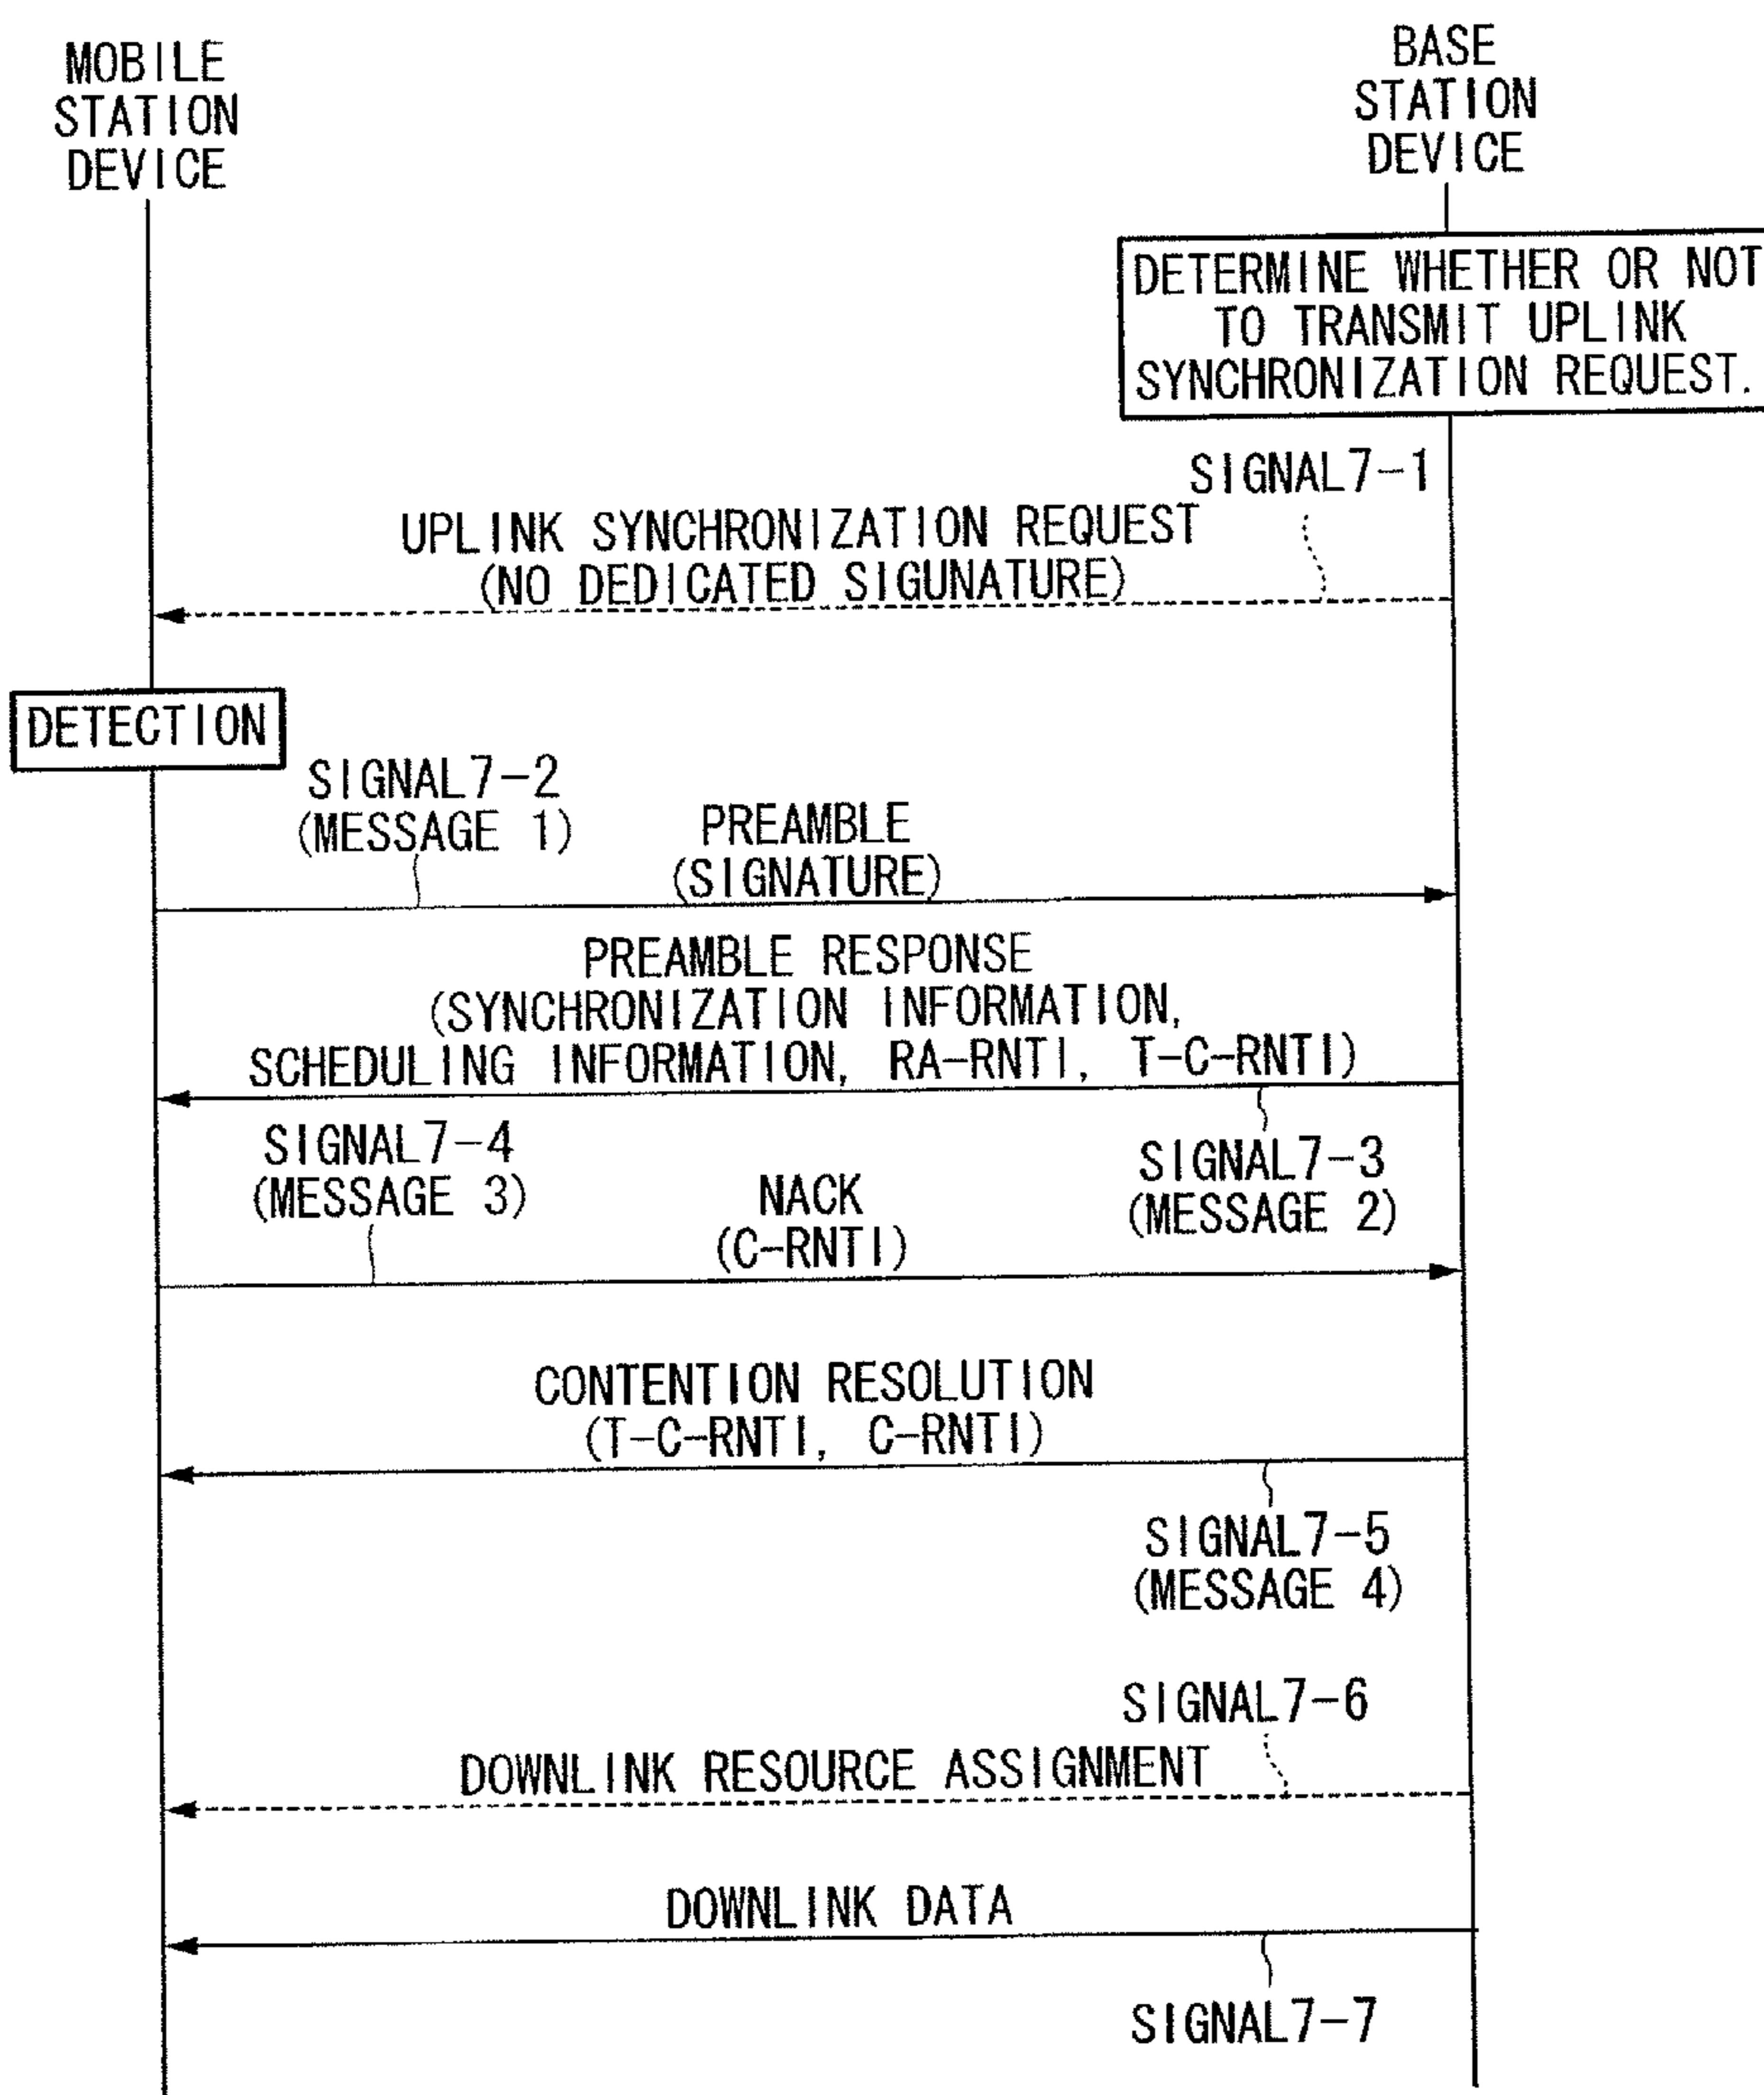 MOBILE
STATION
DEVICE
BASE
STATION
DEVICE
DETERMINE WHETHER OR NOT
TO TRANSMIT UPLINK
SYNCHRONIZATION REQUEST.
SIGNAL7-1
UPLINK SYNCHRONIZATION REQUEST
(NO DEDICATED SIGUNATURE)
DETECTION
SIGNAL7-2
(MESSAGE 1)
PREAMBLE
(SIGNATURE)
PREAMBLE RESPONSE
(SYNCHRONIZATION INFORMATION,
SCHEDULING INFORMATION, RA-RNTI, T-C-RNTI)
SIGNAL7-3
(MESSAGE 2)
SIGNAL7-4
(MESSAGE 3)
NACK
(C-RNTI)
CONTENTION RESOLUTION
(T-C-RNTI, C-RNTI)
SIGNAL7-5
(MESSAGE 4)
SIGNAL7-6
DOWNLINK RESOURCE ASSIGNMENT
DOWNLINK DATA
SIGNAL7-7